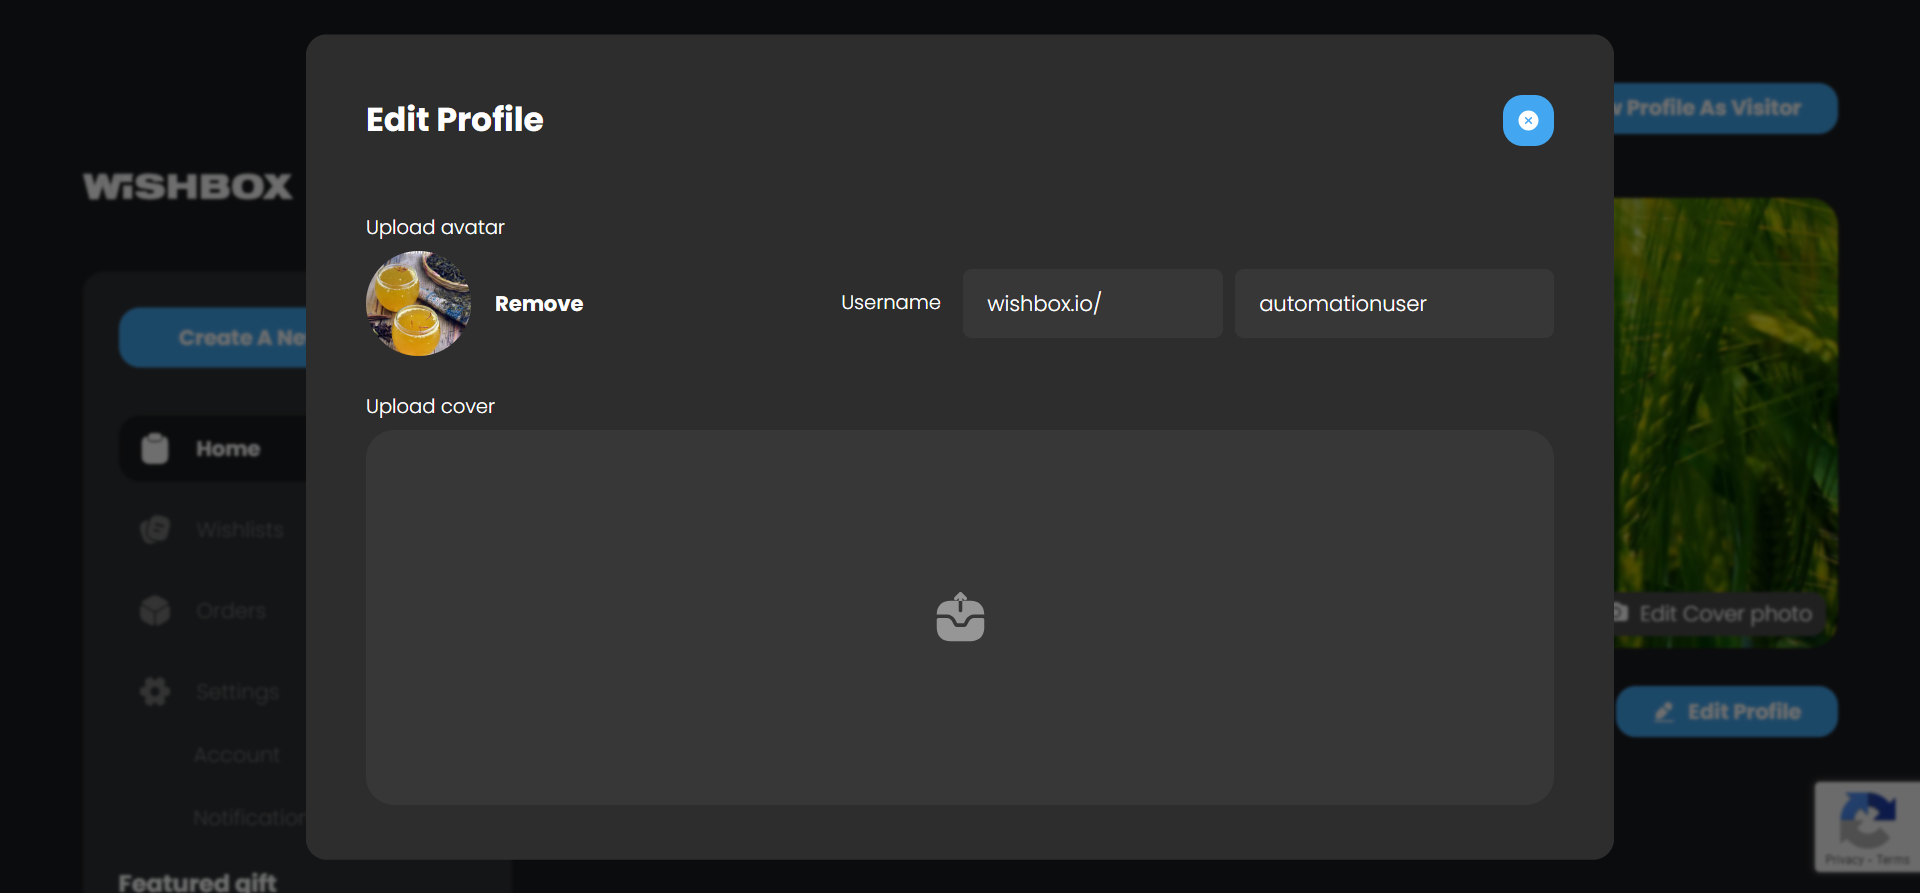 Edit Profile
w Profile As Visitor
WiSHBOX
Upload avatar
Remove
Username
wishbox.io/
automationuser
Create A Ne
Upload cover
Home
Wishlists
Orders
Edit Cover photo
Settings
Edit Profile
Account
Notification
Privacy - Terms
Featured gift